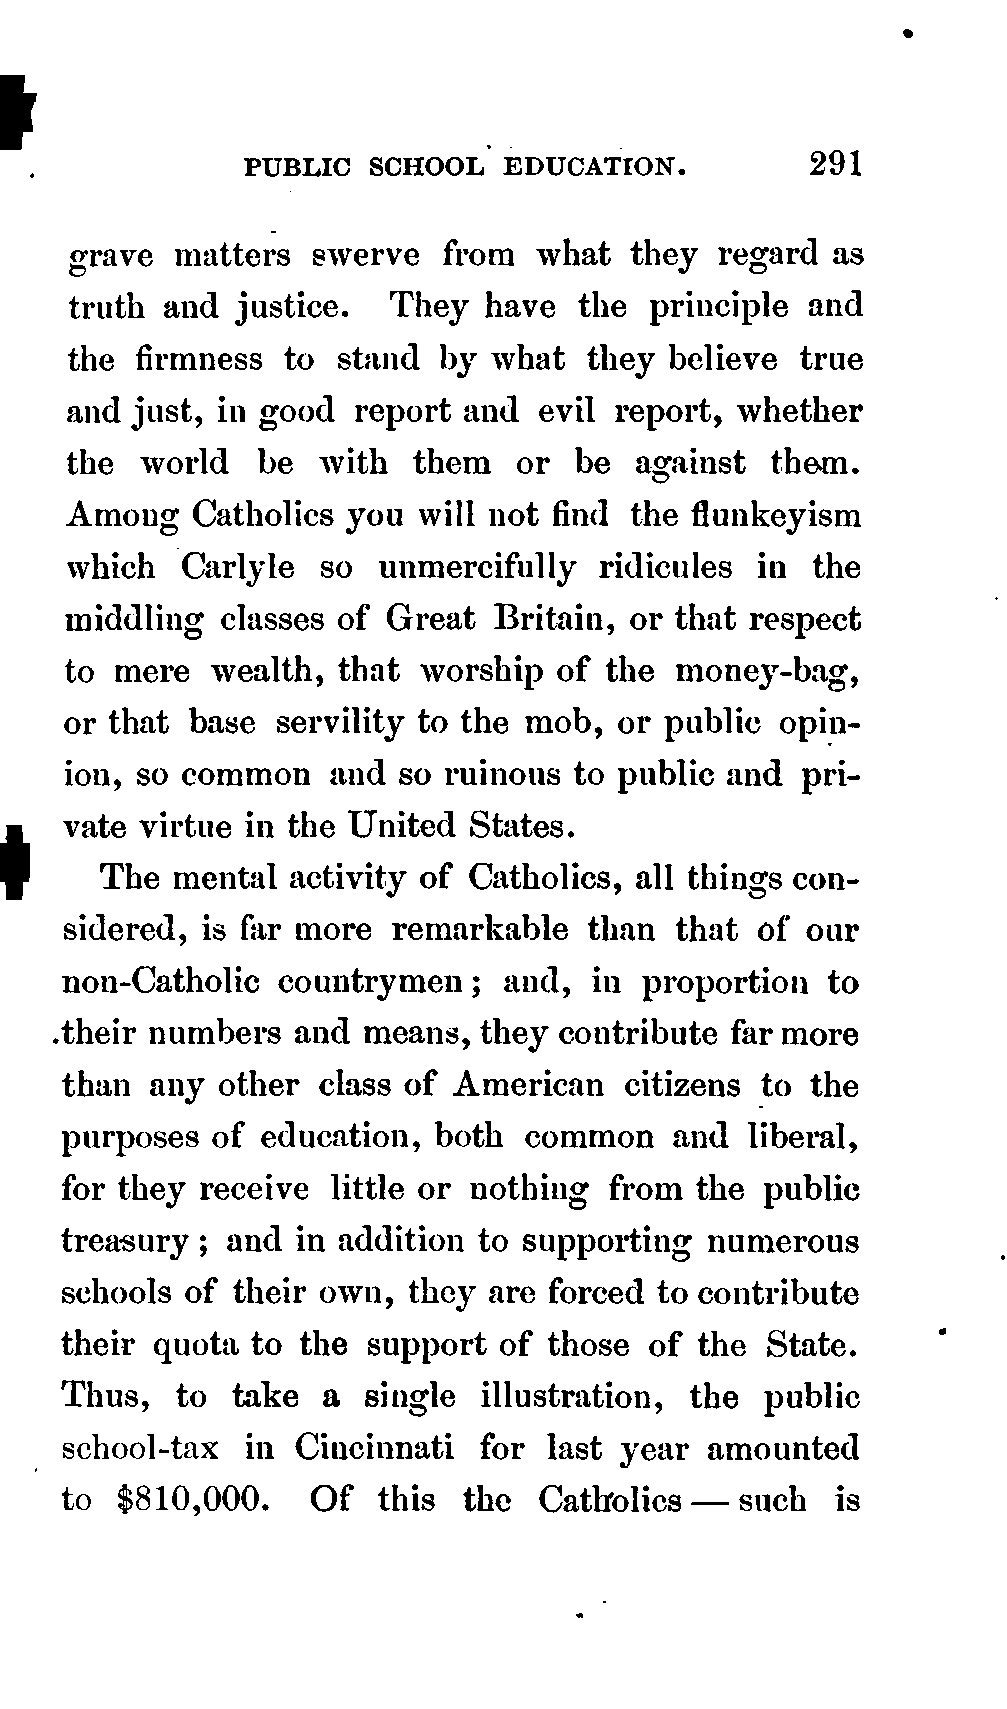 PUBLIC SCHOOL EDUCATION. 291
grave matters swerve from what they regard as
truth and justice. They have the principle and
the firmness to stand by what they believe true
and just, in good report and evil report, whether
the world be with them or be against them.
Among Catholics you will not find the flunkeyism
which Carlyle so unmercifully ridicules in the
middling classes of Great Britain, or that respect
to mere wealth, that worship of the money-bag,
or that base servility to the mob, or public opin-
ion, so common and so ruinous to public and pri-
vate virtue in the United States.
The mental activity of Catholics, all things con-
sidered, is far more remarkable than that of our
non-Catholic countrymen; and, in proportion to
their numbers and means, they contribute far more
than any other class of American citizens to the
purposes of education, both common and liberal,
for they receive little or nothing from the public
treasury; and in addition to supporting numerous
schools of their own, they are forced to contribute
their quota to the support of those of the State.
Thus, to take a single illustration, the public
school-tax in Cincinnati for last year amounted
to $810,000. Of this the Catholics — such is